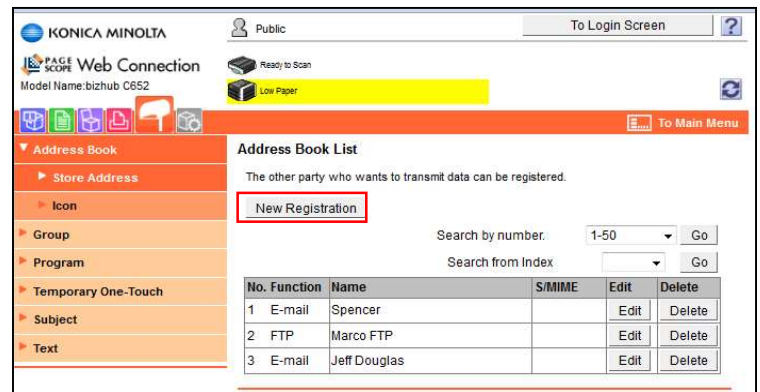 KONICA MINOLTA
Public
To Login Screen
?
PAGE SCOPE Web Connection
Model Name:bizhub C652
Ready to Scan
Low Paper
To Main Menu
Address Book
Store Address
Icon
Group
Program
Temporary One-Touch
Subject
Text
Address Book List
The other party who wants to transmit data can be registered.
New Registration
Search by number. 1-50 Go
Search from Index Go
No. Function Name S/MIME Edit Delete
1 E-mail Spencer Edit Delete
2 FTP Marco FTP Edit Delete
3 E-mail Jeff Douglas Edit Delete